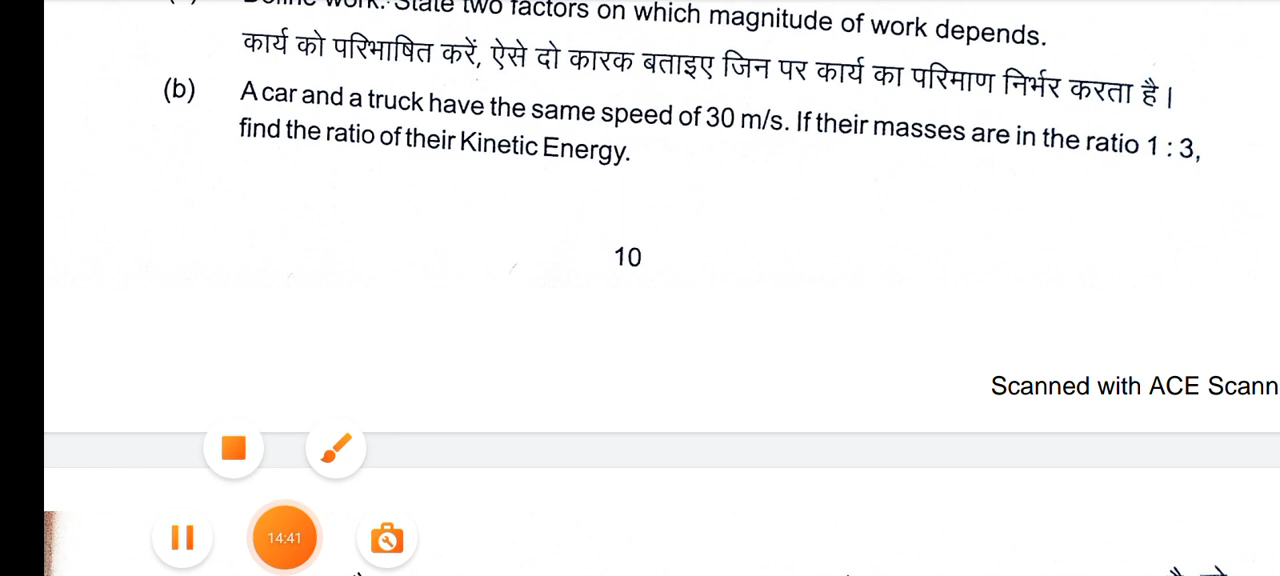 Define work. State two factors on which magnitude of work depends.
कार्य को परिभाषित करें, ऐसे दो कारक बताइए जिन पर कार्य का परिमाण निर्भर करता है।
(b) A car and a truck have the same speed of 30 m/s. If their masses are in the ratio 1 : 3,
find the ratio of their Kinetic Energy.
10
Scanned with ACE Scann
14:41